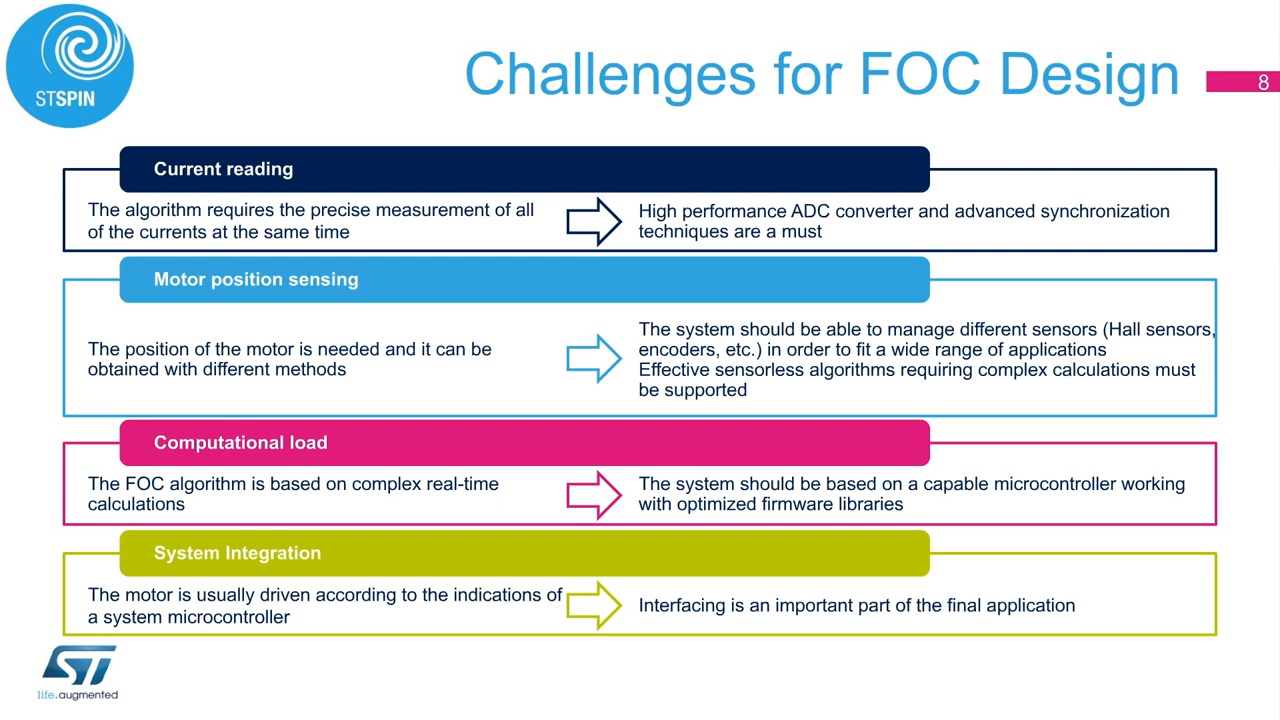 STSPIN
Challenges for FOC Design
8
Current reading
The algorithm requires the precise measurement of all
of the currents at the same time
High performance ADC converter and advanced synchronization
techniques are a must
Motor position sensing
The position of the motor is needed and it can be
obtained with different methods
The system should be able to manage different sensors (Hall sensors,
encoders, etc.) in order to fit a wide range of applications
Effective sensorless algorithms requiring complex calculations must
be supported
Computational load
The FOC algorithm is based on complex real-time
calculations
The system should be based on a capable microcontroller working
with optimized firmware libraries
System Integration
The motor is usually driven according to the indications of
a system microcontroller
Interfacing is an important part of the final application
ST
life.augmented